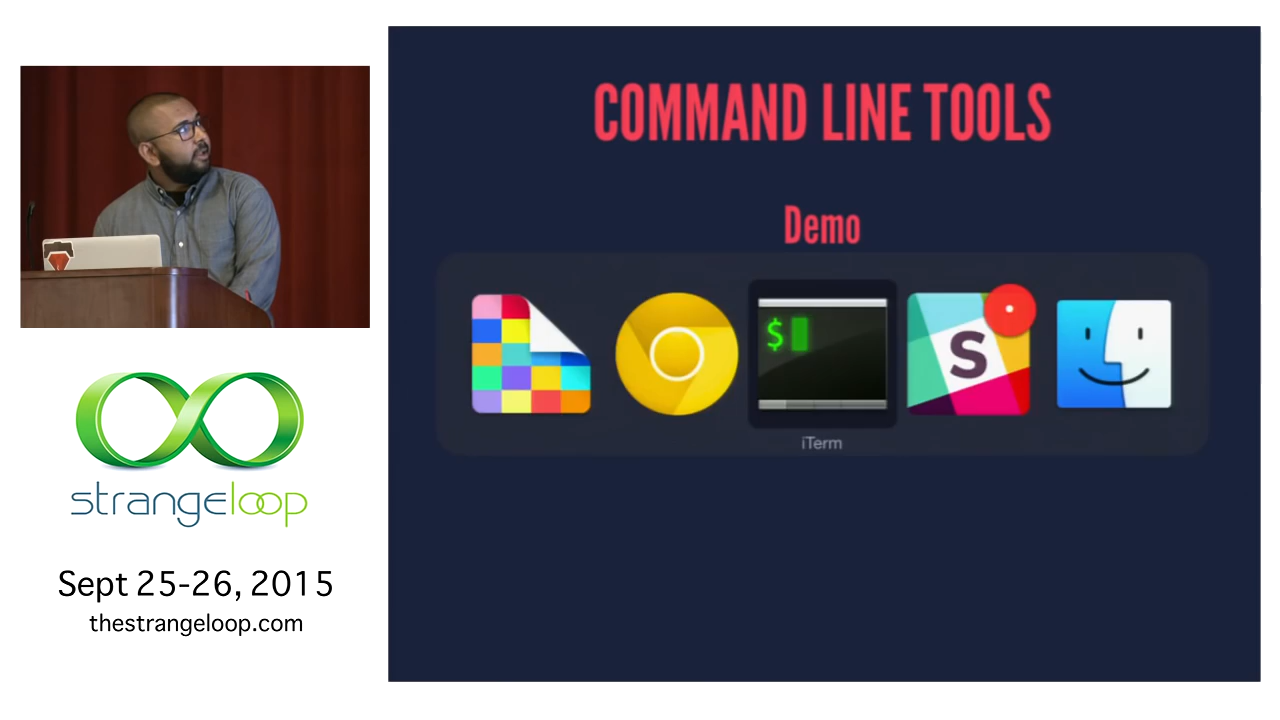 COMMAND LINE TOOLS
Demo
$
S
iTerm
strangeloop
Sept 25-26, 2015
thestrangeloop.com